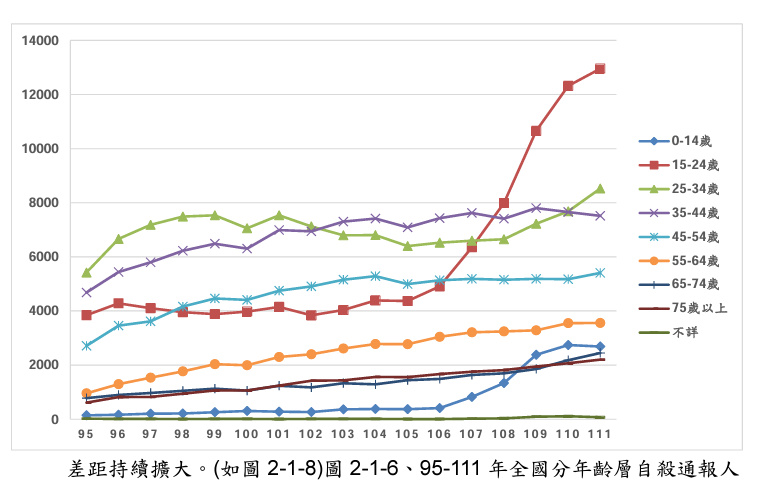 14000
12000
10000
8000
6000
4000
2000
0
95 96 97 98 99 100 101 102 103 104 105 106 107 108 109 110 111
0-14歲
15-24歲
25-34歲
35-44歲
45-54歲
55-64歲
65-74歲
75歲以上
不詳
差距持續擴大。(如圖 2-1-8)圖 2-1-6、95-111 年全國分年齡層自殺通報人